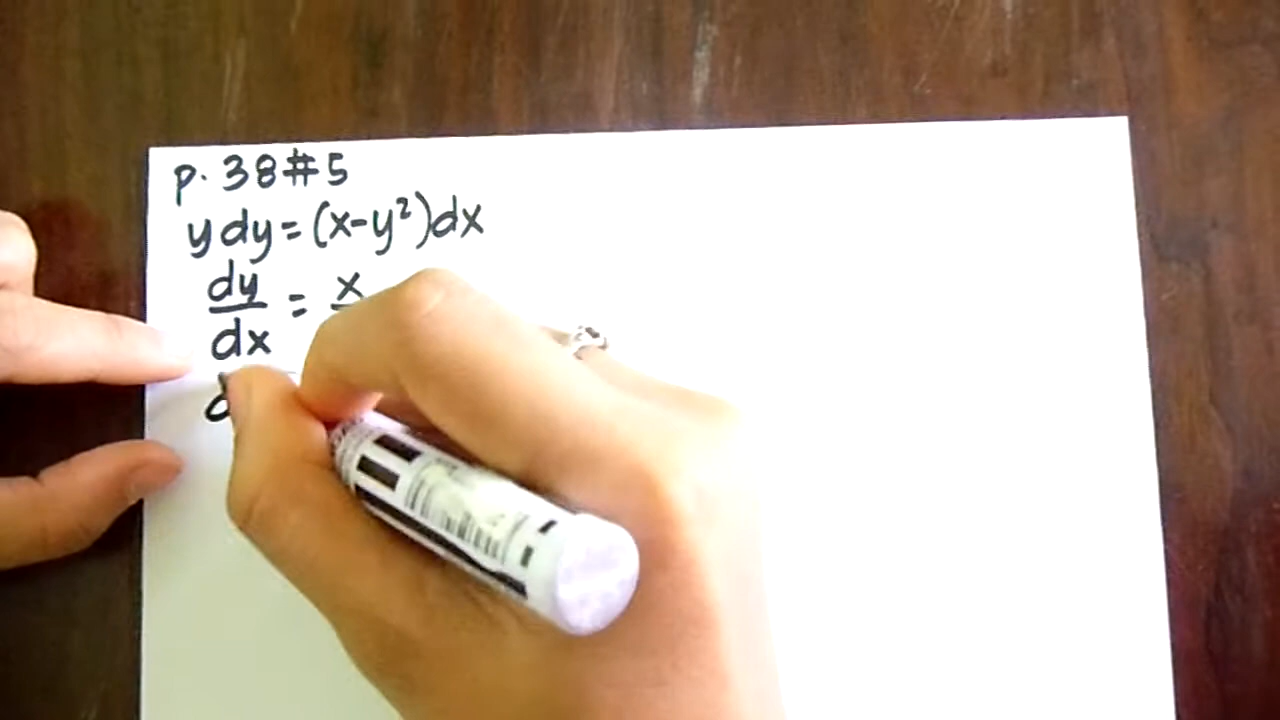 p. 38 #5
y dy = (x-y²)dx
dy/dx = x
d